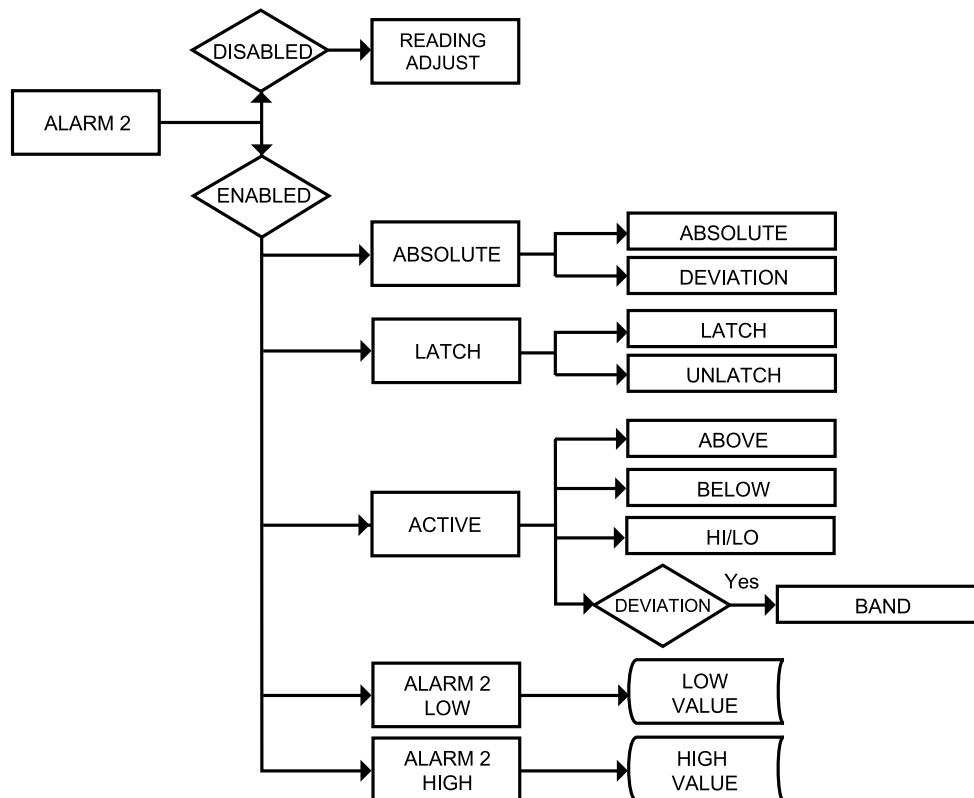 DISABLED
READING
ADJUST
ALARM 2
ENABLED
ABSOLUTE
ABSOLUTE
DEVIATION
LATCH
LATCH
UNLATCH
ACTIVE
ABOVE
BELOW
HI/LO
DEVIATION
Yes
BAND
ALARM 2
LOW
LOW
VALUE
ALARM 2
HIGH
HIGH
VALUE